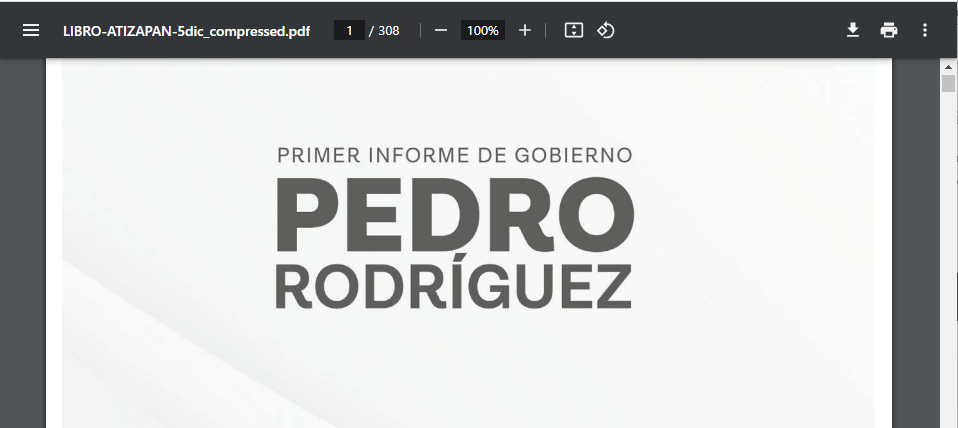 LIBRO-ATIZAPAN-5dic_compressed.pdf 1 / 308 100%
PRIMER INFORME DE GOBIERNO
PEDRO
RODRÍGUEZ